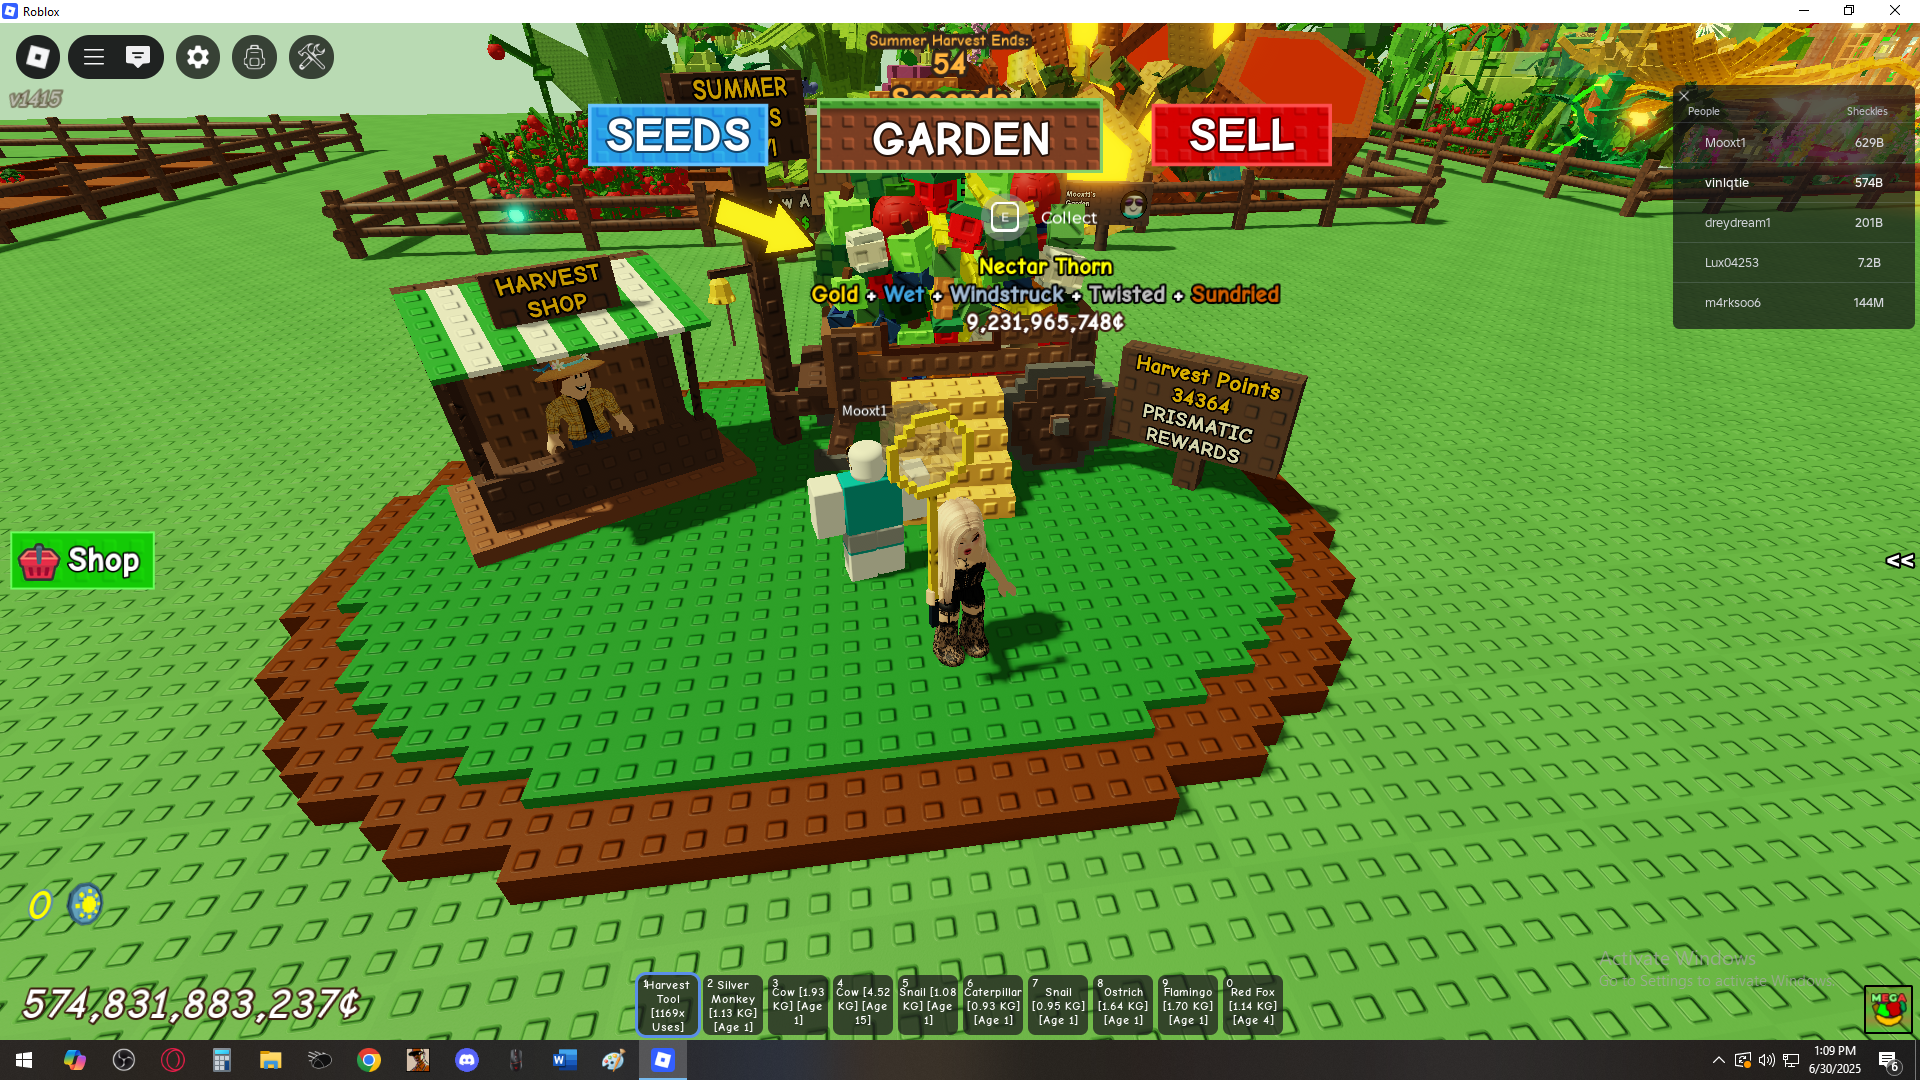 Roblox
v1415
Summer Harvest Ends:
54
Seconds
SUMMER
SEEDS
GARDEN
SELL
People
Sheckles
Mooxt1
629B
vinlqtie
574B
dreydream1
201B
Lux04253
7.2B
m4rksoo6
144M
Mooxt1's
Garden
E
Collect
Nectar Thorn
Gold + Wet + Windstruck + Twisted + Sundried
9,231,965,748¢
HARVEST
SHOP
Harvest Points
34364
PRISMATIC
REWARDS
Mooxt1
Shop
<<
0
574,831,883,237¢
1 Harvest
Tool
[1169x
Uses]
2 Silver
Monkey
[1.13 KG]
[Age 1]
3
Cow [1.93
KG] [Age
1]
4
Cow [4.52
KG] [Age
15]
5
Snail [1.08
KG] [Age
1]
6
Caterpillar
[0.93 KG]
[Age 1]
7
Snail
[0.95 KG]
[Age 1]
8
Ostrich
[1.64 KG]
[Age 1]
9
Flamingo
[1.70 KG]
[Age 1]
0
Red Fox
[1.14 KG]
[Age 4]
Activate Windows
Go to Settings to activate Windows.
MEGA
W
1:09 PM
6/30/2025
6